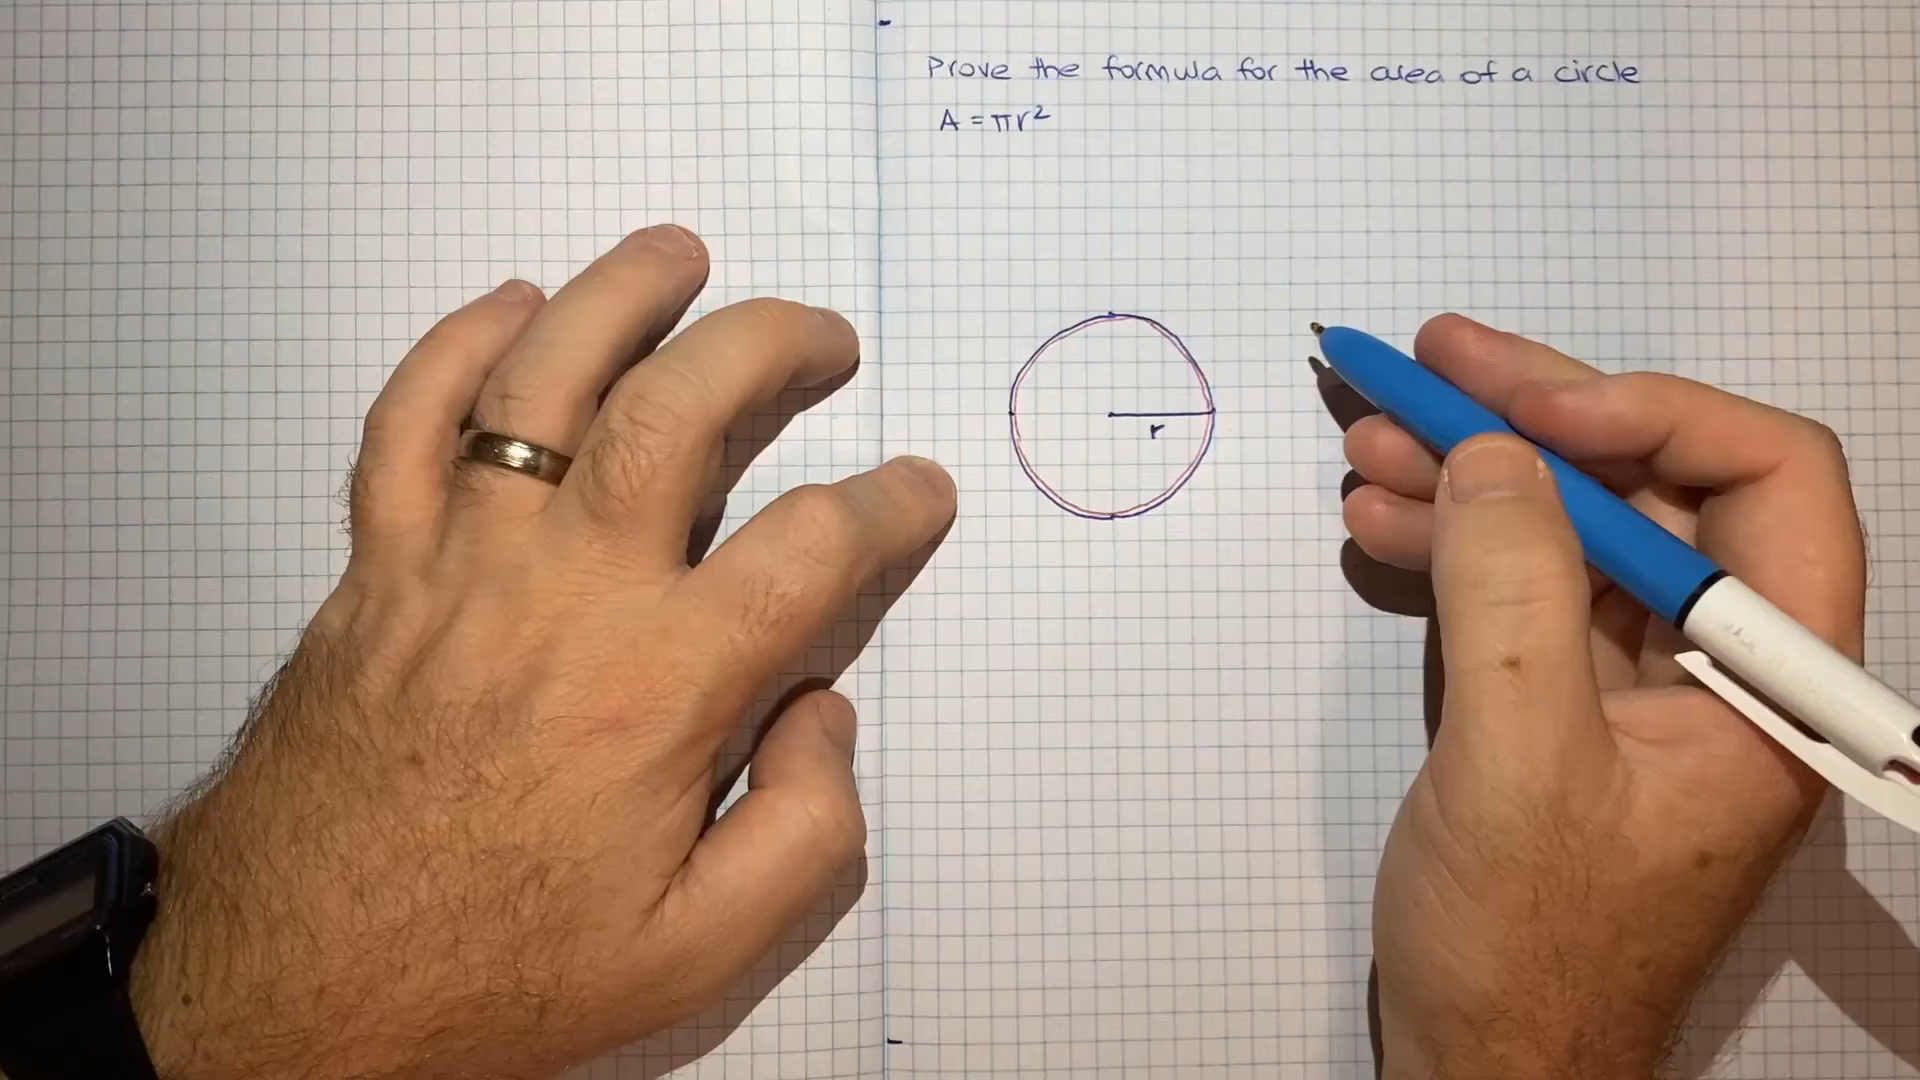 Prove the formula for the area of a circle
A = πr²
r